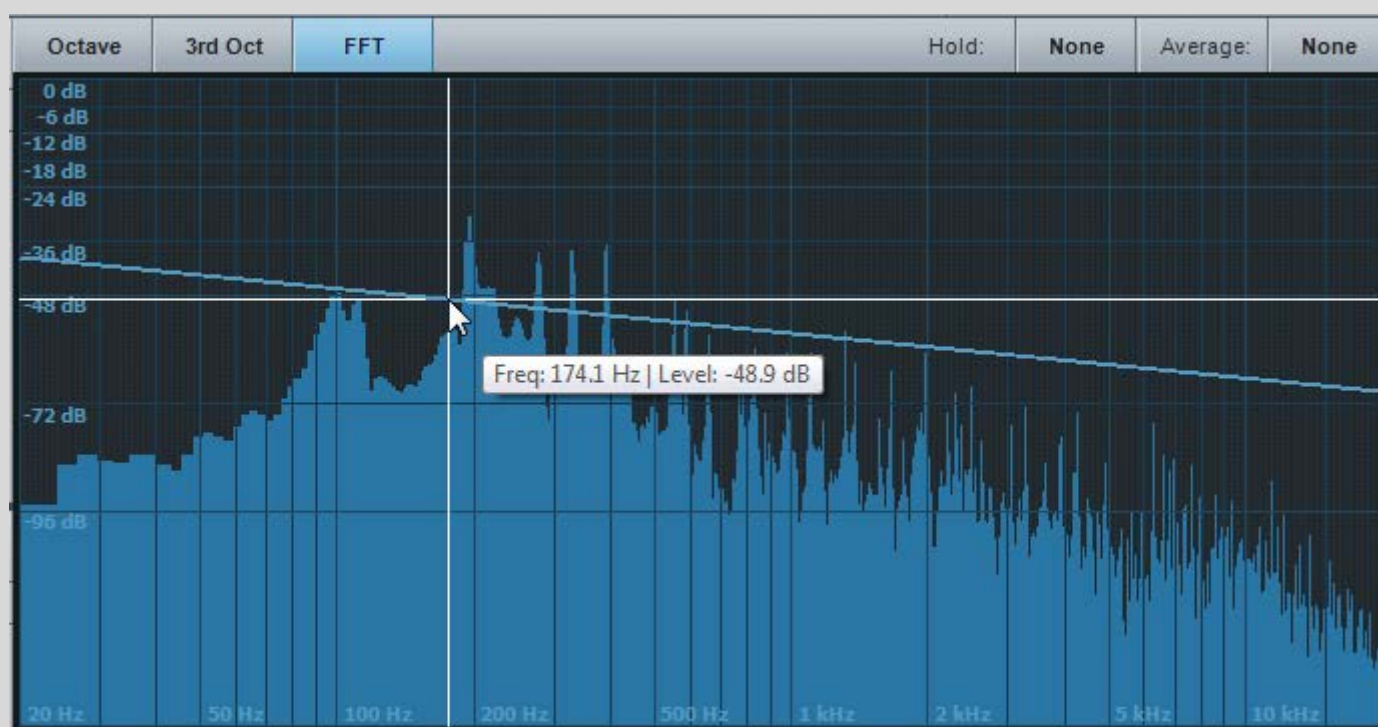 Octave 3rd Oct FFT Hold: None Average: None
0 dB
-6 dB
-12 dB
-18 dB
-24 dB
-36 dB
-48 dB
Freq: 174.1 Hz | Level: -48.9 dB
-72 dB
-96 dB
20 Hz 50 Hz 100 Hz 200 Hz 500 Hz 1 kHz 2 kHz 5 kHz 10 kHz